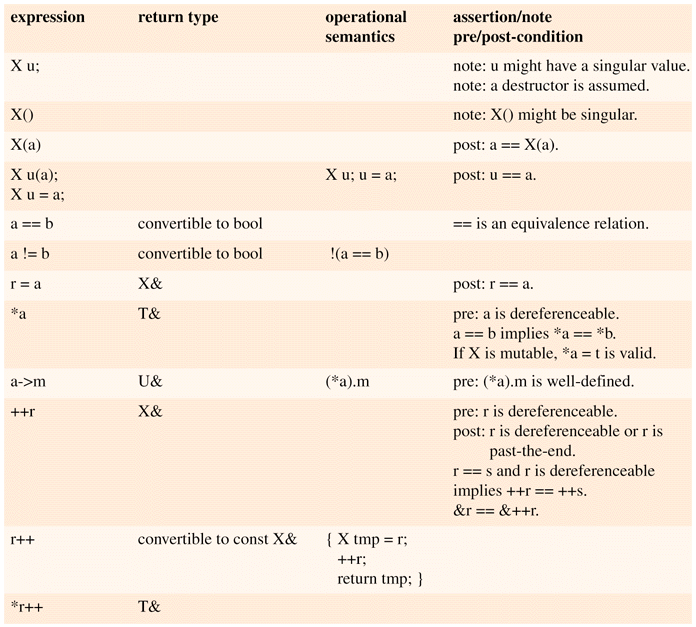 expression return type operational assertion/note
semantics pre/post-condition
X u; note: u might have a singular value.
note: a destructor is assumed.
X() note: X() might be singular.
X(a) post: a == X(a).
X u(a); X u; u = a; post: u == a.
X u = a;
a == b convertible to bool == is an equivalence relation.
a != b convertible to bool !(a == b)
r = a X& post: r == a.
*a T& pre: a is dereferenceable.
a == b implies *a == *b.
If X is mutable, *a = t is valid.
a->m U& (*a).m pre: (*a).m is well-defined.
++r X& pre: r is dereferenceable.
post: r is dereferenceable or r is
past-the-end.
r == s and r is dereferenceable
implies ++r == ++s.
&r == &++r.
r++ convertible to const X& { X tmp = r;
++r;
return tmp; }
*r++ T&